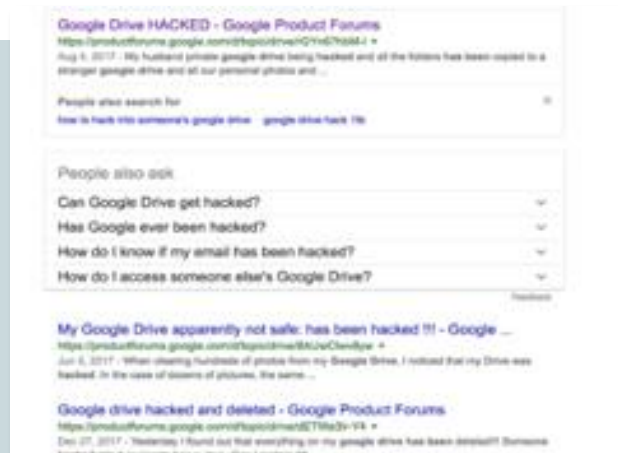 Google Drive HACKED - Google Product Forums
Aug 5, 2017 - My husband private google drive being hacked and all the folders has been copied to a
stranger google drive and all our personal photos and ...
People also search for
how to hack into someone's google drive google drive hack
People also ask
Can Google Drive get hacked?
Has Google ever been hacked?
How do I know if my email has been hacked?
How do I access someone else's Google Drive?
Feedback
My Google Drive apparently not safe: has been hacked !!! - Google ...
2017 - When clearing hundreds of photos from my Google Drive, I noticed that my Drive was
hacked. In the case of dozens of pictures, the same ...
Google drive hacked and deleted - Google Product Forums
Dec 27, 2017 - Yesterday I found out that everything on my google drive has been deleted!!! Someone